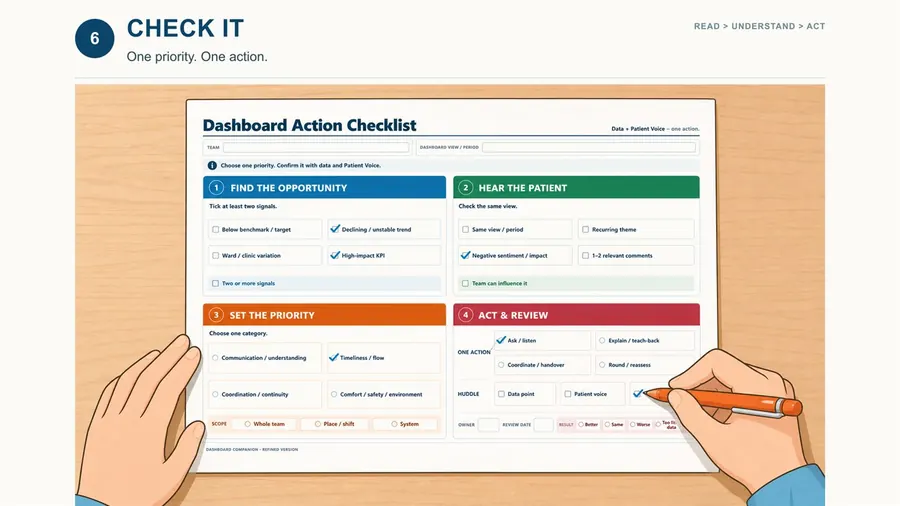 6
CHECK IT
One priority. One action.
READ > UNDERSTAND > ACT
Dashboard Action Checklist
Data + Patient Voice – one action.
TEAM
DASHBOARD VIEW / PERIOD
i Choose one priority. Confirm it with data and Patient Voice.
1 FIND THE OPPORTUNITY
Tick at least two signals.
Below benchmark / target
Declining / unstable trend
Ward / clinic variation
High-impact KPI
Two or more signals
2 HEAR THE PATIENT
Check the same view.
Same view / period
Recurring theme
Negative sentiment / impact
1–2 relevant comments
Team can influence it
3 SET THE PRIORITY
Choose one category.
Communication / understanding
Timeliness / flow
Coordination / continuity
Comfort / safety / environment
SCOPE
Whole team
Place / shift
System
4 ACT & REVIEW
ONE ACTION
Ask / listen
Explain / teach-back
Coordinate / handover
Round / reassess
HUDDLE
Data point
Patient voice
OWNER
REVIEW DATE
RESULT
Better
Same
Worse
Too
data
DASHBOARD COMPANION · REFINED VERSION